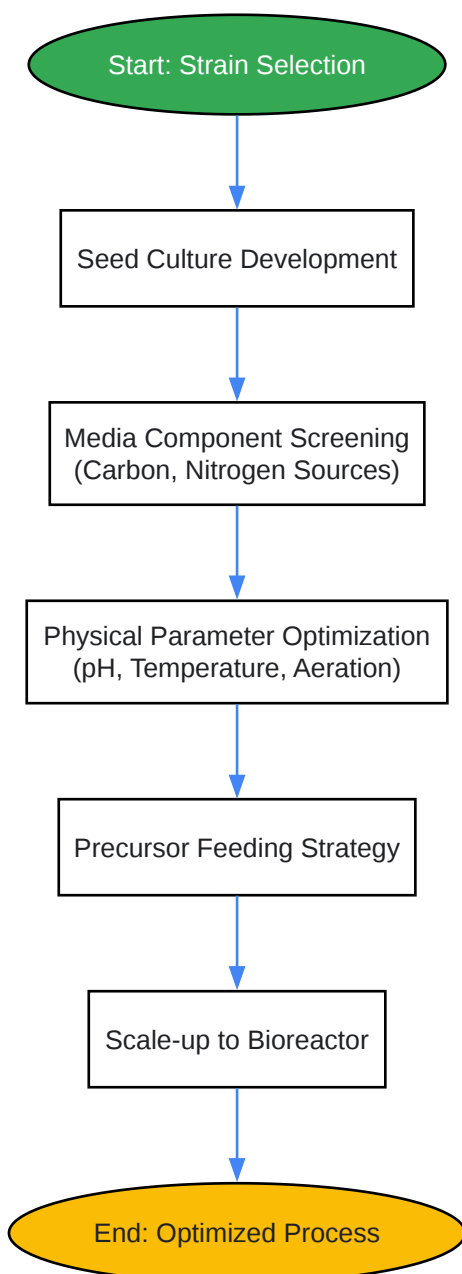 Start: Strain Selection
Seed Culture Development
Media Component Screening
(Carbon, Nitrogen Sources)
Physical Parameter Optimization
(pH, Temperature, Aeration)
Precursor Feeding Strategy
Scale-up to Bioreactor
End: Optimized Process